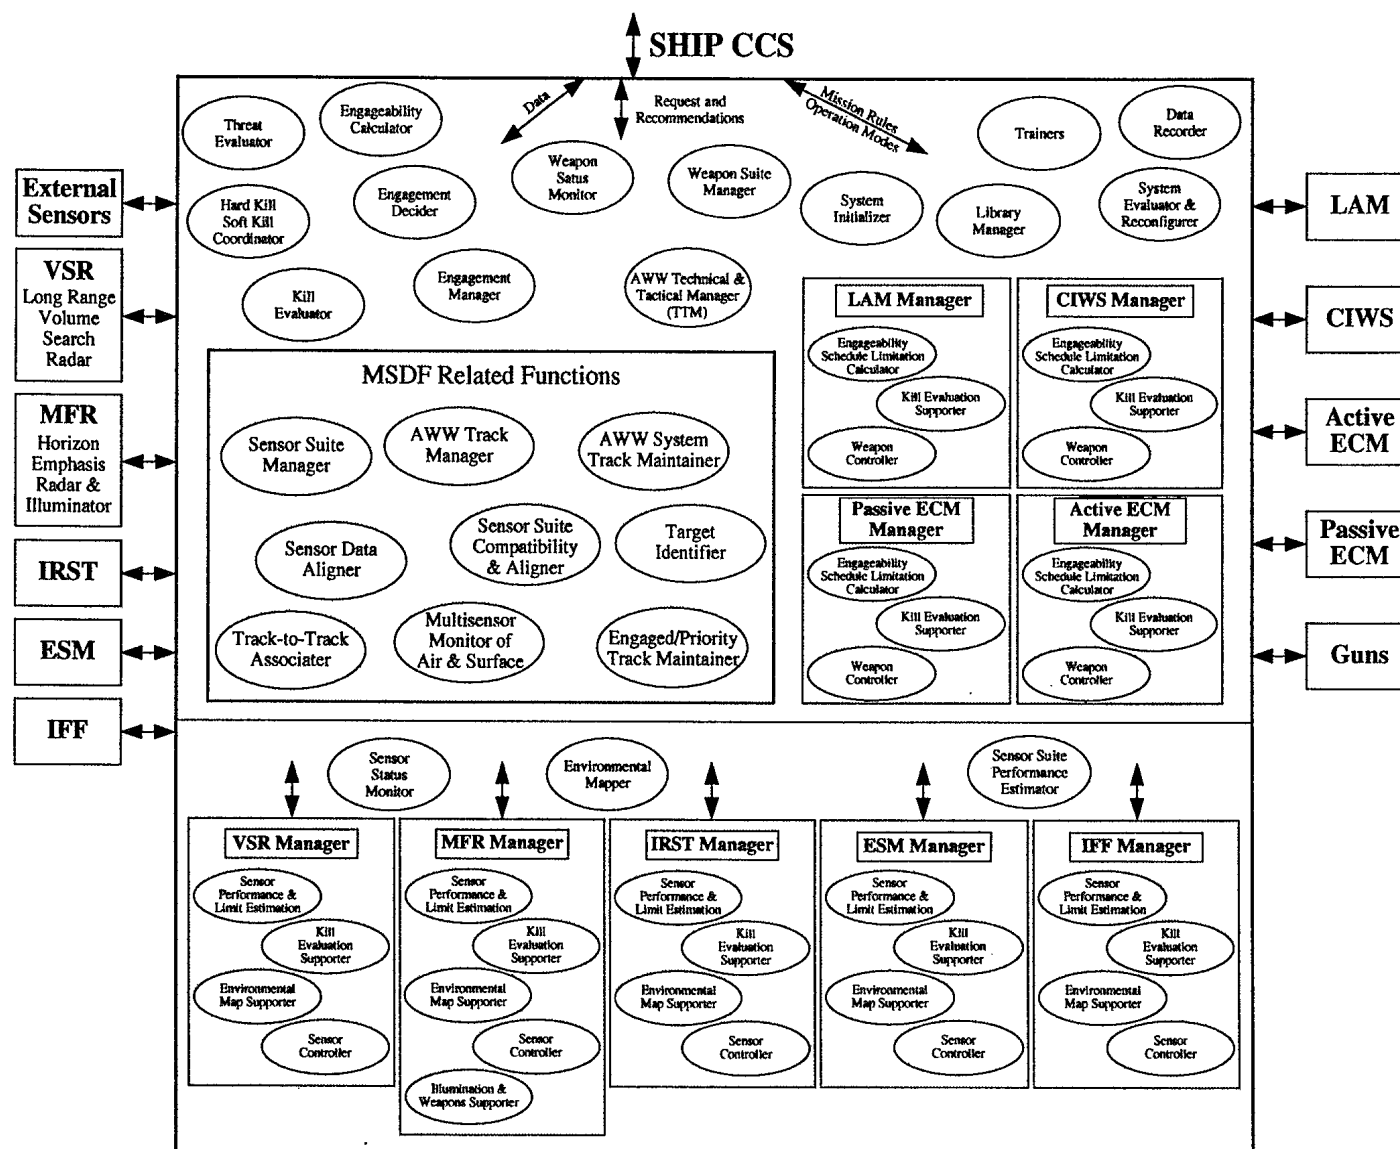 SHIP CCS
Data
Request and
Recommendations
Mission Rules
Operation Modes
Threat
Evaluator
Engageability
Calculator
Weapon
Satus
Monitor
Weapon Suite
Manager
Trainers
Data
Recorder
Hard Kill
Soft Kill
Coordinator
Engagement
Decider
System
Initializer
Library
Manager
System
Evaluator &
Reconfigurer
Kill
Evaluator
Engagement
Manager
AWW Technical &
Tactical Manager
(TTM)
External
Sensors
VSR
Long Range
Volume
Search
Radar
MFR
Horizon
Emphasis
Radar &
Illuminator
IRST
ESM
IFF
MSDF Related Functions
Sensor Suite
Manager
AWW Track
Manager
AWW System
Track Maintainer
Sensor Data
Aligner
Sensor Suite
Compatibility
& Aligner
Target
Identifier
Track-to-Track
Associater
Multisensor
Monitor of
Air & Surface
Engaged/Priority
Track Maintainer
LAM Manager
Engageability
Schedule Limitation
Calculator
Kill Evaluation
Supporter
Weapon
Controller
CIWS Manager
Engageability
Schedule Limitation
Calculator
Kill Evaluation
Supporter
Weapon
Controller
Passive ECM
Manager
Engageability
Schedule Limitation
Calculator
Kill Evaluation
Supporter
Weapon
Controller
Active ECM
Manager
Engageability
Schedule Limitation
Calculator
Kill Evaluation
Supporter
Weapon
Controller
LAM
CIWS
Active
ECM
Passive
ECM
Guns
Sensor
Status
Monitor
Environmental
Mapper
Sensor Suite
Performance
Estimator
VSR Manager
Sensor
Performance &
Limit Estimation
Kill
Evaluation
Supporter
Environmental
Map Supporter
Sensor
Controller
MFR Manager
Sensor
Performance &
Limit Estimation
Kill
Evaluation
Supporter
Environmental
Map Supporter
Sensor
Controller
Illumination &
Weapons Supporter
IRST Manager
Sensor
Performance &
Limit Estimation
Kill
Evaluation
Supporter
Environmental
Map Supporter
Sensor
Controller
ESM Manager
Sensor
Performance &
Limit Estimation
Kill
Evaluation
Supporter
Environmental
Map Supporter
Sensor
Controller
IFF Manager
Sensor
Performance &
Limit Estimation
Kill
Evaluation
Supporter
Environmental
Map Supporter
Sensor
Controller